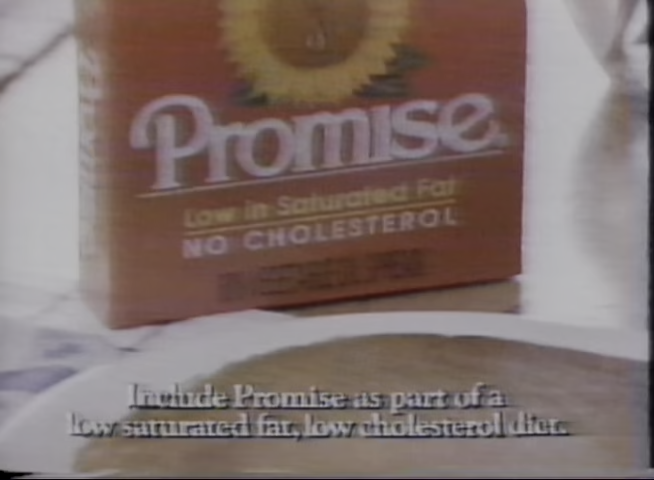 Promise
Low in Saturated Fat
NO CHOLESTEROL
Include Promise as part of a
low saturated fat, low cholesterol diet.